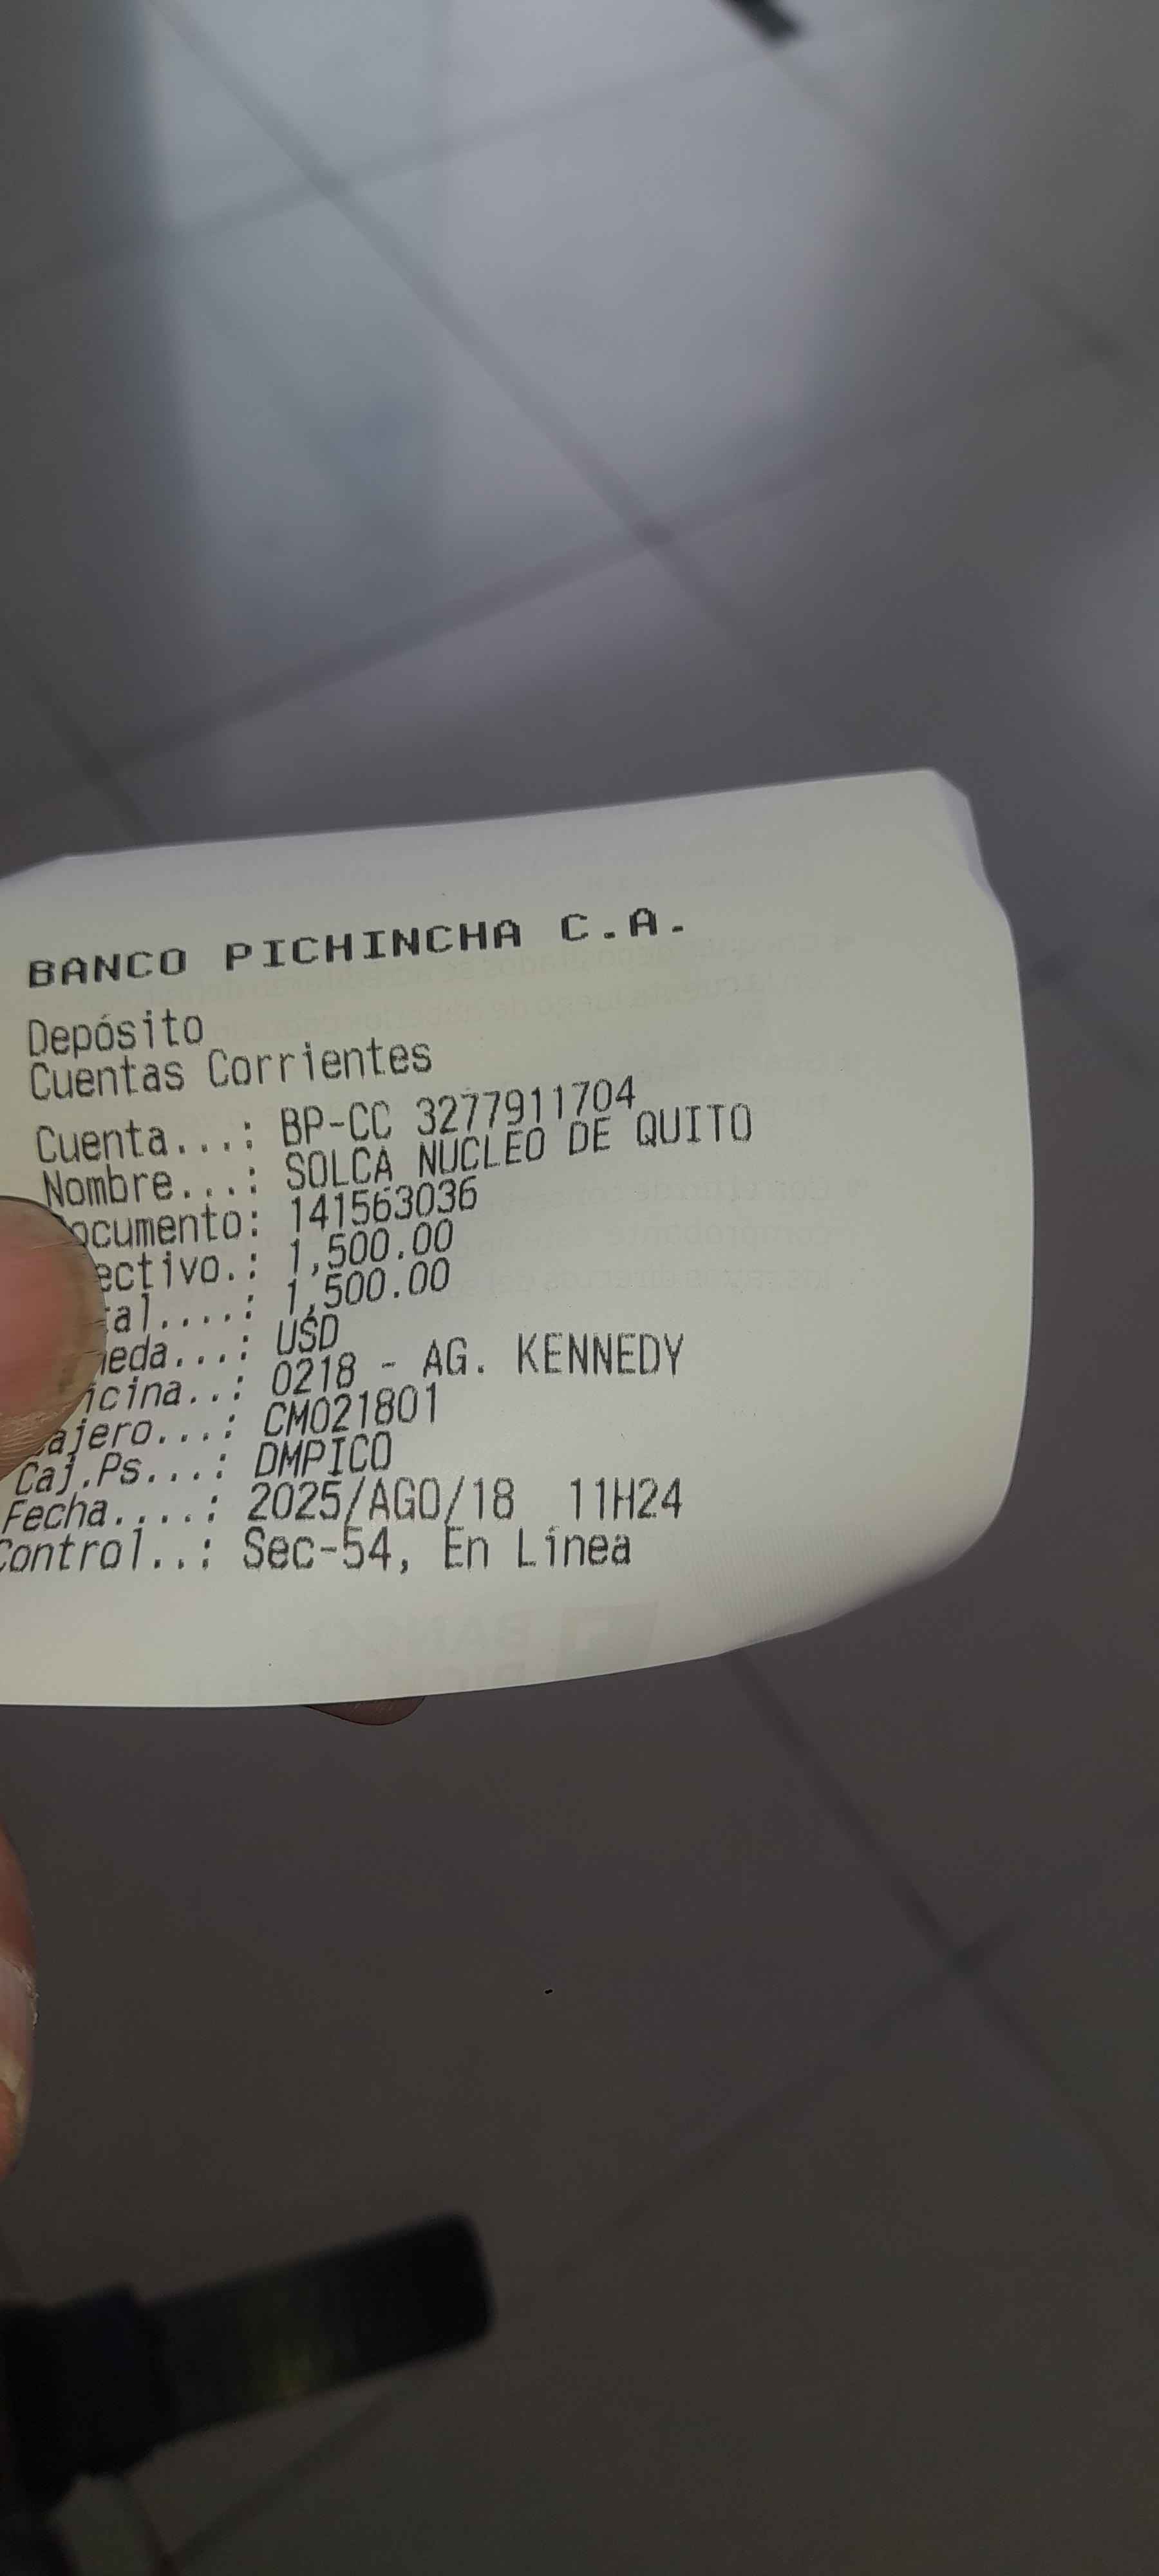 BANCO PICHINCHA C.A.
Depósito
Cuentas Corrientes
Cuenta...: BP-CC 3277911704
Nombre...: SOLCA NUCLEO DE QUITO
ocumento: 141563036
ectivo.: 1,500.00
al....: 1,500.00
neda...: USD
icina..: 0218 - AG. KENNEDY
ajero...: CM021801
Caj.Ps...: DMPICO
Fecha....: 2025/AGO/18 11H24
Control..: Sec-54, En Línea